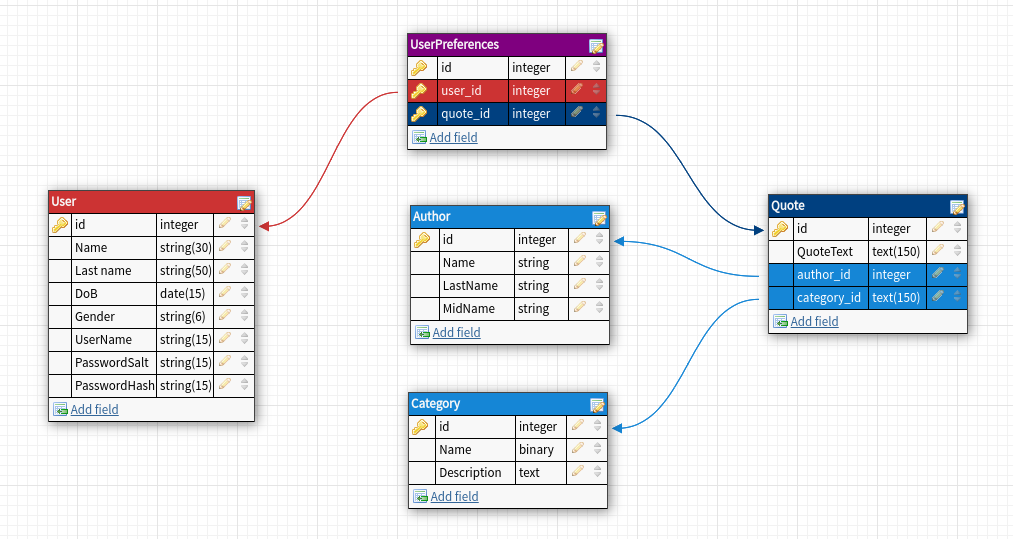 UserPreferences
id integer
user_id integer
quote_id integer
Add field
User
id integer
Name string(30)
Last name string(50)
DoB date(15)
Gender string(6)
UserName string(15)
PasswordSalt string(15)
PasswordHash string(15)
Add field
Author
id integer
Name string
LastName string
MidName string
Add field
Quote
id integer
QuoteText text(150)
author_id integer
category_id text(150)
Add field
Category
id integer
Name binary
Description text
Add field